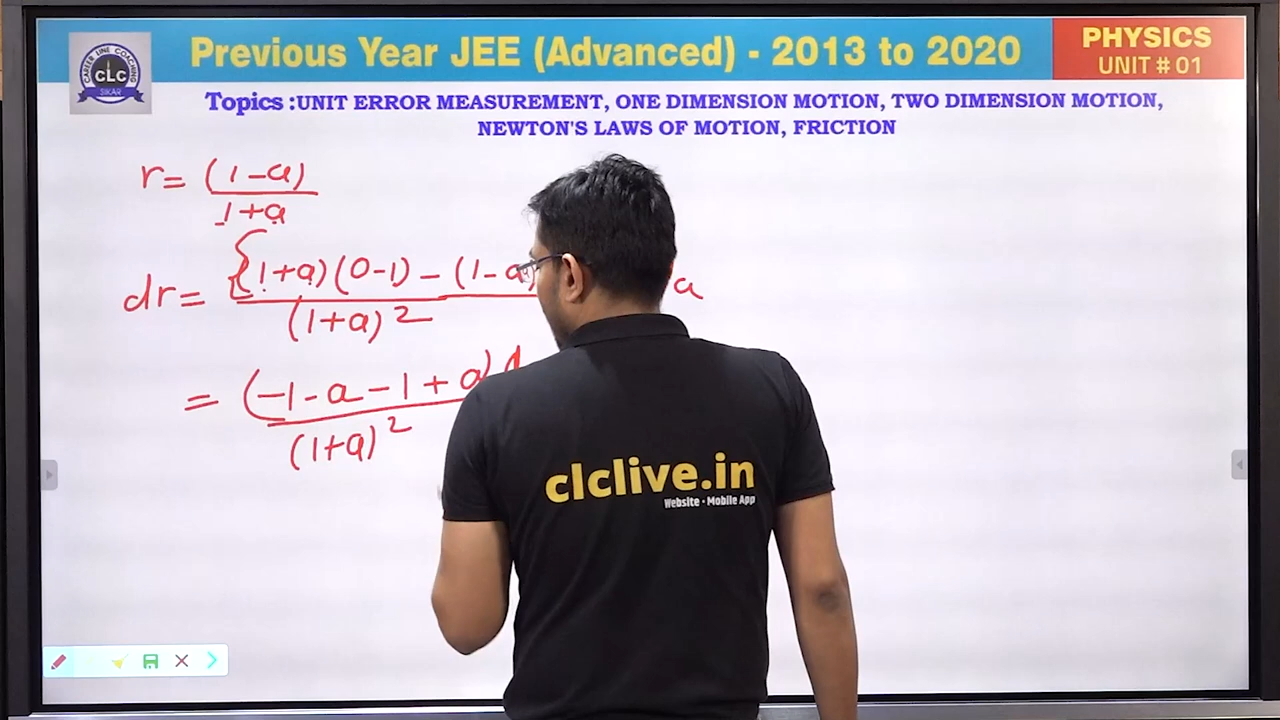 Previous Year JEE (Advanced) - 2013 to 2020
PHYSICS
UNIT # 01
CAREER LINE COACHING
CLC
SIKAR
Topics :UNIT ERROR MEASUREMENT, ONE DIMENSION MOTION, TWO DIMENSION MOTION,
NEWTON'S LAWS OF MOTION, FRICTION
r= (1-a)
1+a
dr= {(1+a)(0-1) - (1-a) a
(1+a)2
= (-1-a-1+a)
(1+a)2
clclive.in
Website • Mobile App